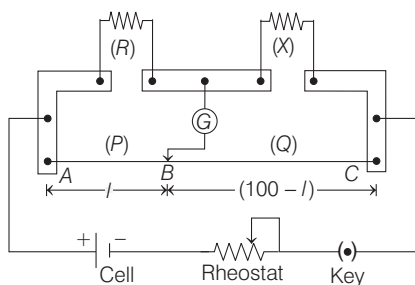 (R) (X)
G
(P) (Q)
A B C
l (100 – l)
+ –
Cell Rheostat Key